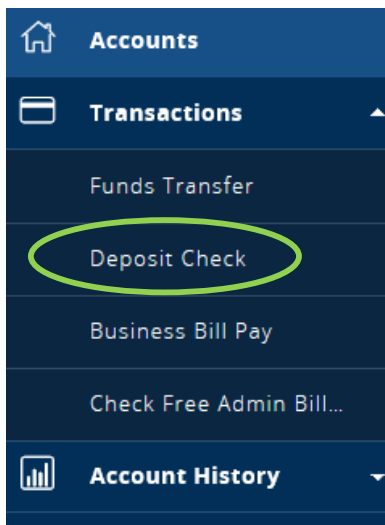 Accounts
Transactions
Funds Transfer
Deposit Check
Business Bill Pay
Check Free Admin Bill...
Account History